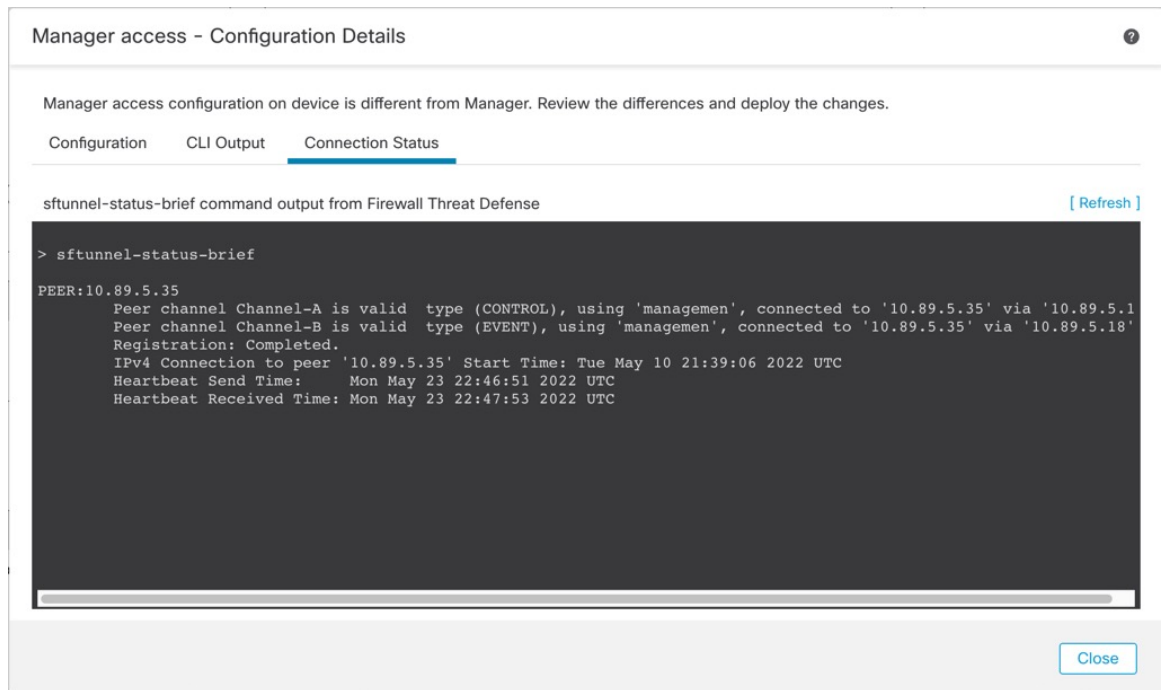 Manager access - Configuration Details
?
Manager access configuration on device is different from Manager. Review the differences and deploy the changes.
Configuration CLI Output Connection Status
sftunnel-status-brief command output from Firewall Threat Defense [ Refresh ]
> sftunnel-status-brief
PEER:10.89.5.35
Peer channel Channel-A is valid type (CONTROL), using 'managemen', connected to '10.89.5.35' via '10.89.5.1
Peer channel Channel-B is valid type (EVENT), using 'managemen', connected to '10.89.5.35' via '10.89.5.18'
Registration: Completed.
IPv4 Connection to peer '10.89.5.35' Start Time: Tue May 10 21:39:06 2022 UTC
Heartbeat Send Time: Mon May 23 22:46:51 2022 UTC
Heartbeat Received Time: Mon May 23 22:47:53 2022 UTC
Close